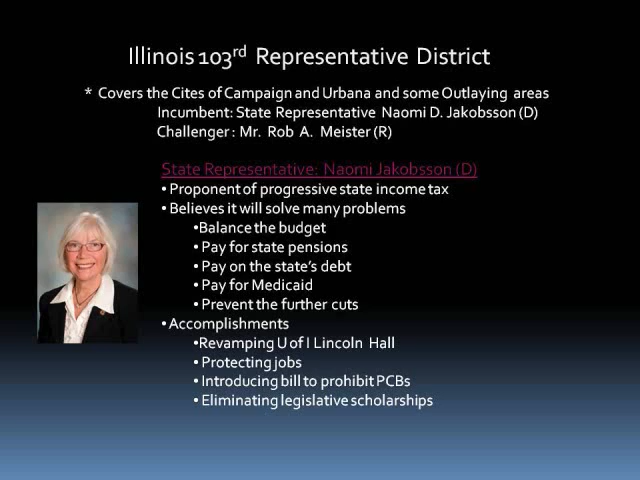 Illinois 103rd Representative District
* Covers the Cites of Campaign and Urbana and some Outlaying areas
Incumbent: State Representative Naomi D. Jakobsson (D)
Challenger : Mr. Rob A. Meister (R)
State Representative: Naomi Jakobsson (D)
• Proponent of progressive state income tax
• Believes it will solve many problems
•Balance the budget
• Pay for state pensions
• Pay on the state's debt
• Pay for Medicaid
• Prevent the further cuts
• Accomplishments
•Revamping U of I Lincoln Hall
• Protecting jobs
• Introducing bill to prohibit PCBs
• Eliminating legislative scholarships